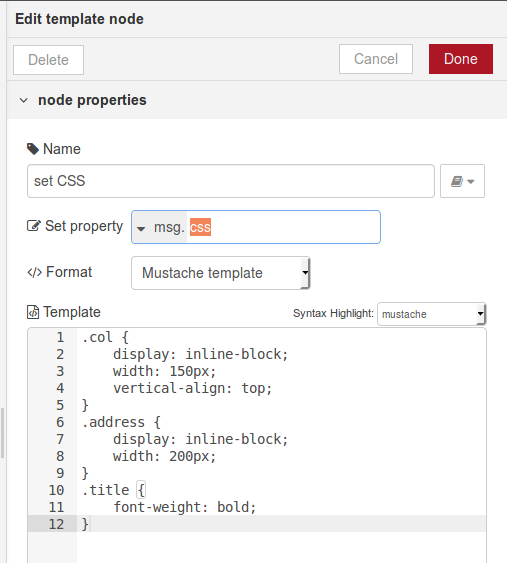 Edit template node
Delete
Cancel
Done
node properties
Name
set CSS
Set property
msg. css
</> Format
Mustache template
Template
Syntax Highlight: mustache
1 .col {
2     display: inline-block;
3     width: 150px;
4     vertical-align: top;
5 }
6 .address {
7     display: inline-block;
8     width: 200px;
9 }
10 .title {
11     font-weight: bold;
12 }